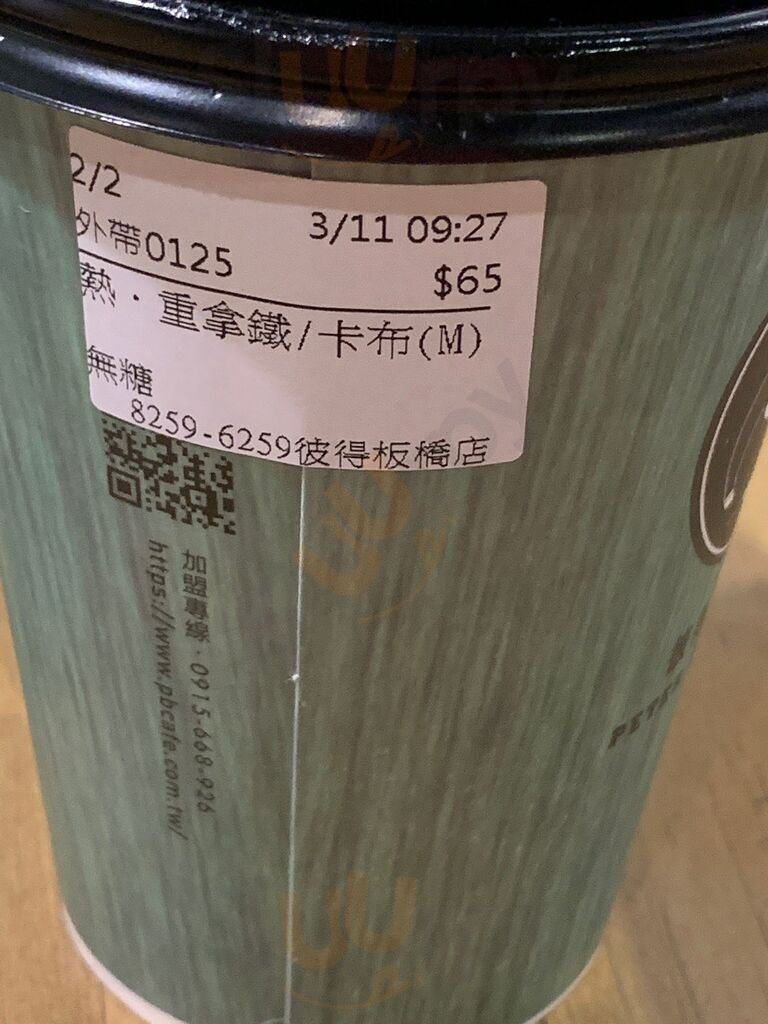 2/2
外帶0125 3/11 09:27
$65
熱・重拿鐵/卡布(M)
無糖
8259-6259彼得板橋店
加盟專線・0915-668-926
https://www.pbcafe.com.tw/
PETER